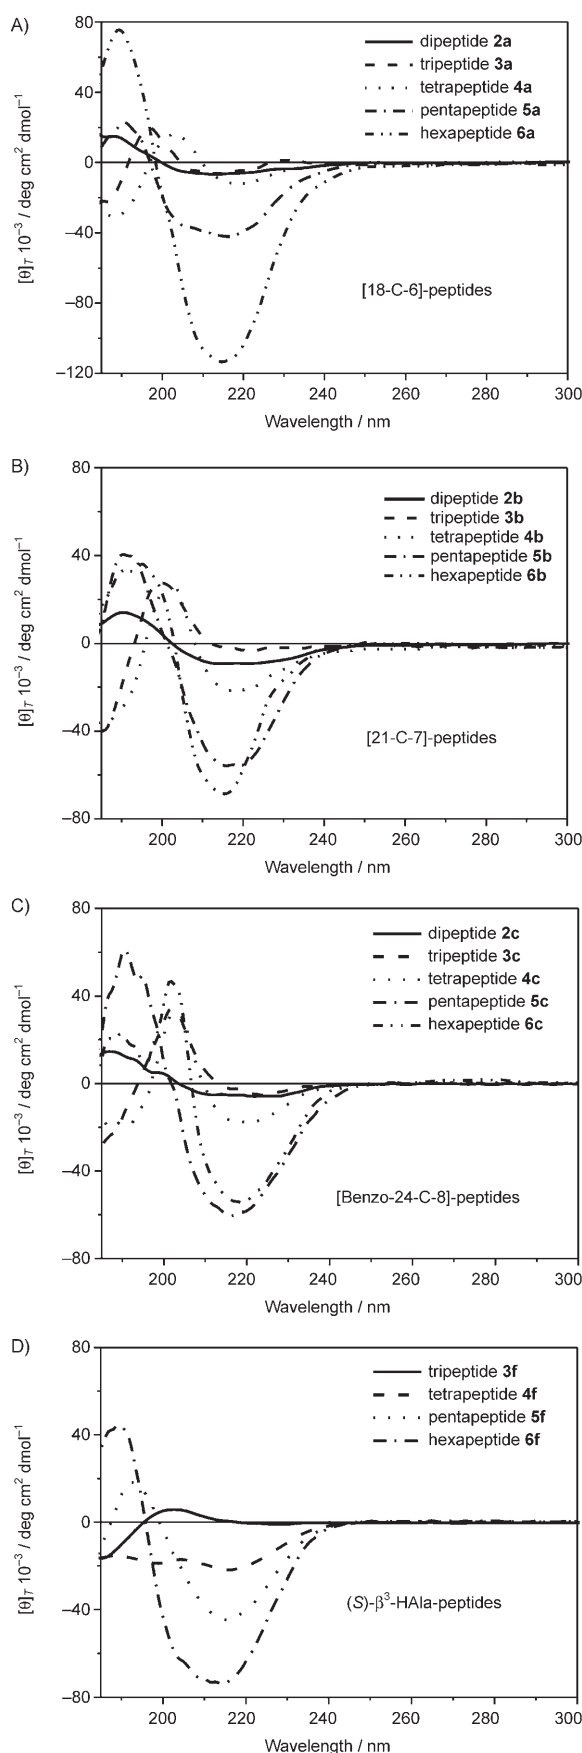 A)
80
40
0
–40
–80
–120
[θ]T 10⁻³ / deg cm² dmol⁻¹
dipeptide 2a
tripeptide 3a
tetrapeptide 4a
pentapeptide 5a
hexapeptide 6a
[18-C-6]-peptides
200 220 240 260 280 300
Wavelength / nm
B)
80
40
0
–40
–80
[θ]T 10⁻³ / deg cm² dmol⁻¹
dipeptide 2b
tripeptide 3b
tetrapeptide 4b
pentapeptide 5b
hexapeptide 6b
[21-C-7]-peptides
200 220 240 260 280 300
Wavelength / nm
C)
80
40
0
–40
–80
[θ]T 10⁻³ / deg cm² dmol⁻¹
dipeptide 2c
tripeptide 3c
tetrapeptide 4c
pentapeptide 5c
hexapeptide 6c
[Benzo-24-C-8]-peptides
200 220 240 260 280 300
Wavelength / nm
D)
80
40
0
–40
–80
[θ]T 10⁻³ / deg cm² dmol⁻¹
tripeptide 3f
tetrapeptide 4f
pentapeptide 5f
hexapeptide 6f
(S)-β³-HAla-peptides
200 220 240 260 280 300
Wavelength / nm